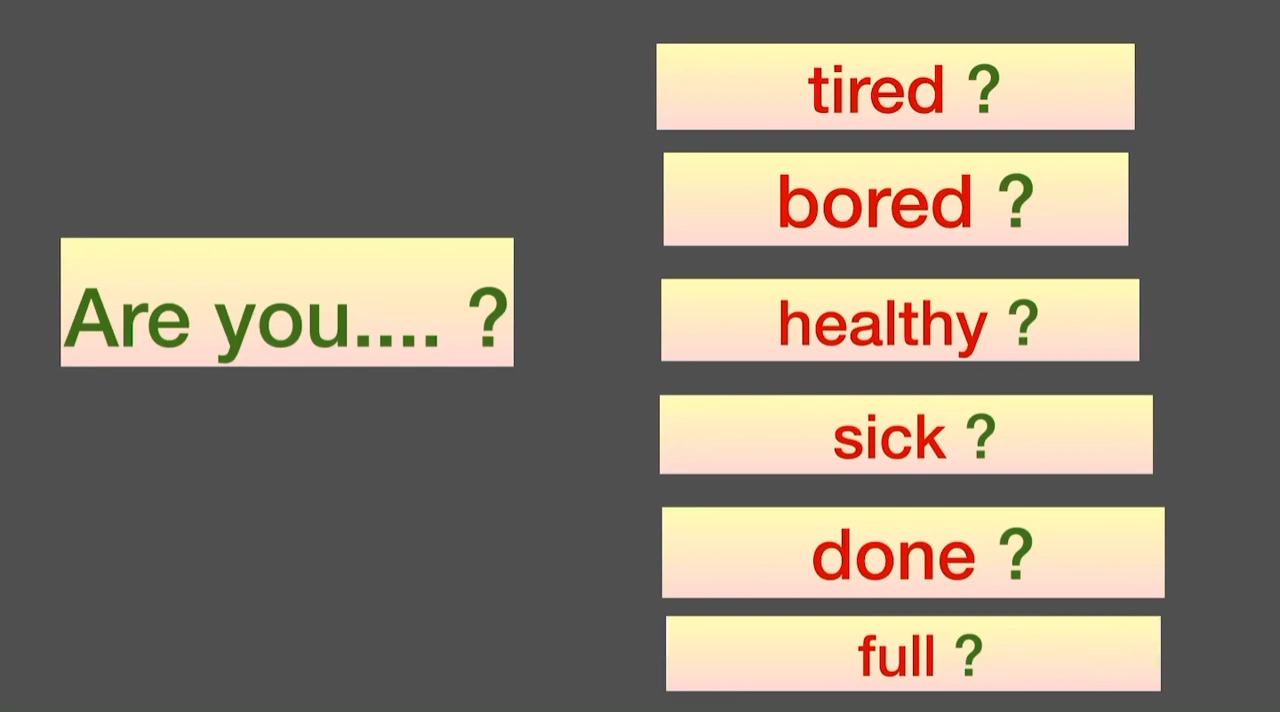 Are you.... ?
tired ?
bored ?
healthy ?
sick ?
done ?
full ?